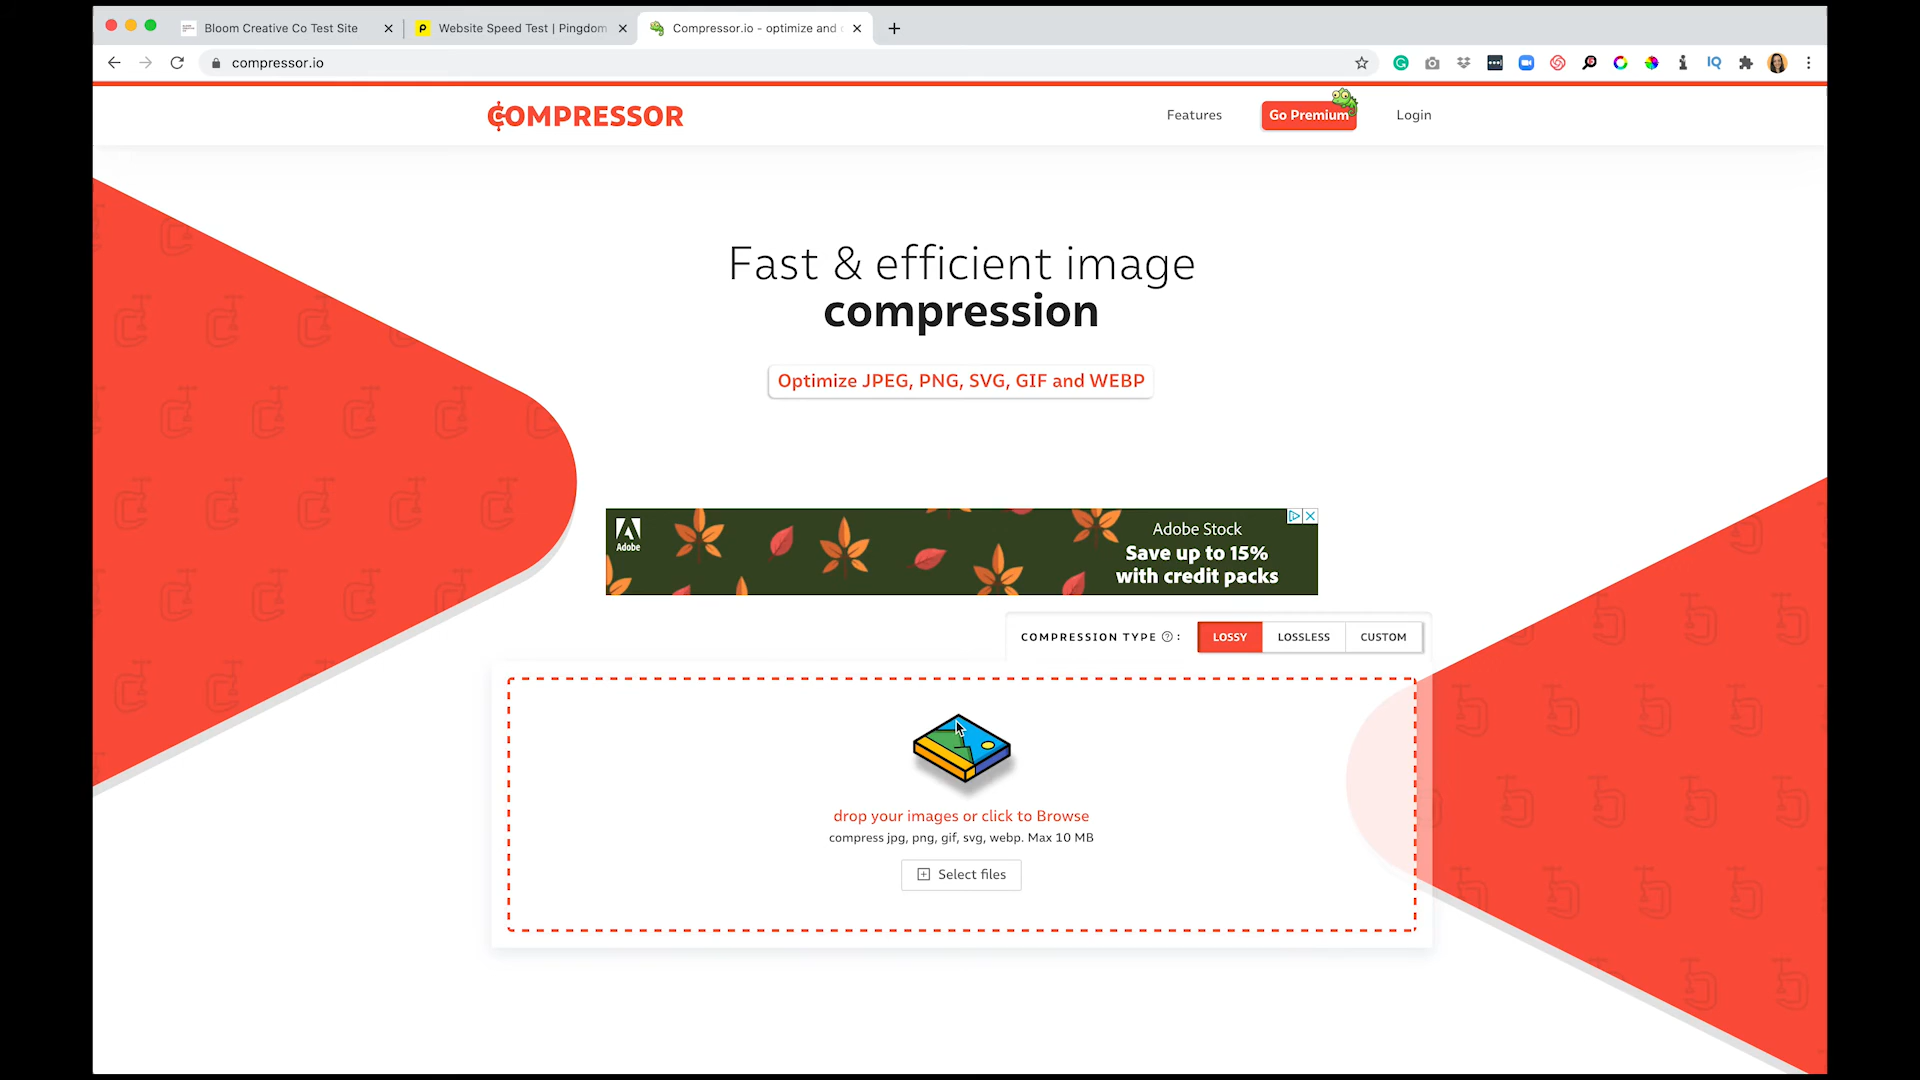 Bloom Creative Co Test Site
Website Speed Test | Pingdom
Compressor.io - optimize and
compressor.io
IQ
COMPRESSOR
Features
Go Premium
Login
Fast & efficient image
compression
Optimize JPEG, PNG, SVG, GIF and WEBP
Adobe
Adobe Stock
Save up to 15%
with credit packs
COMPRESSION TYPE ? :
LOSSY
LOSSLESS
CUSTOM
drop your images or click to Browse
compress jpg, png, gif, svg, webp. Max 10 MB
Select files